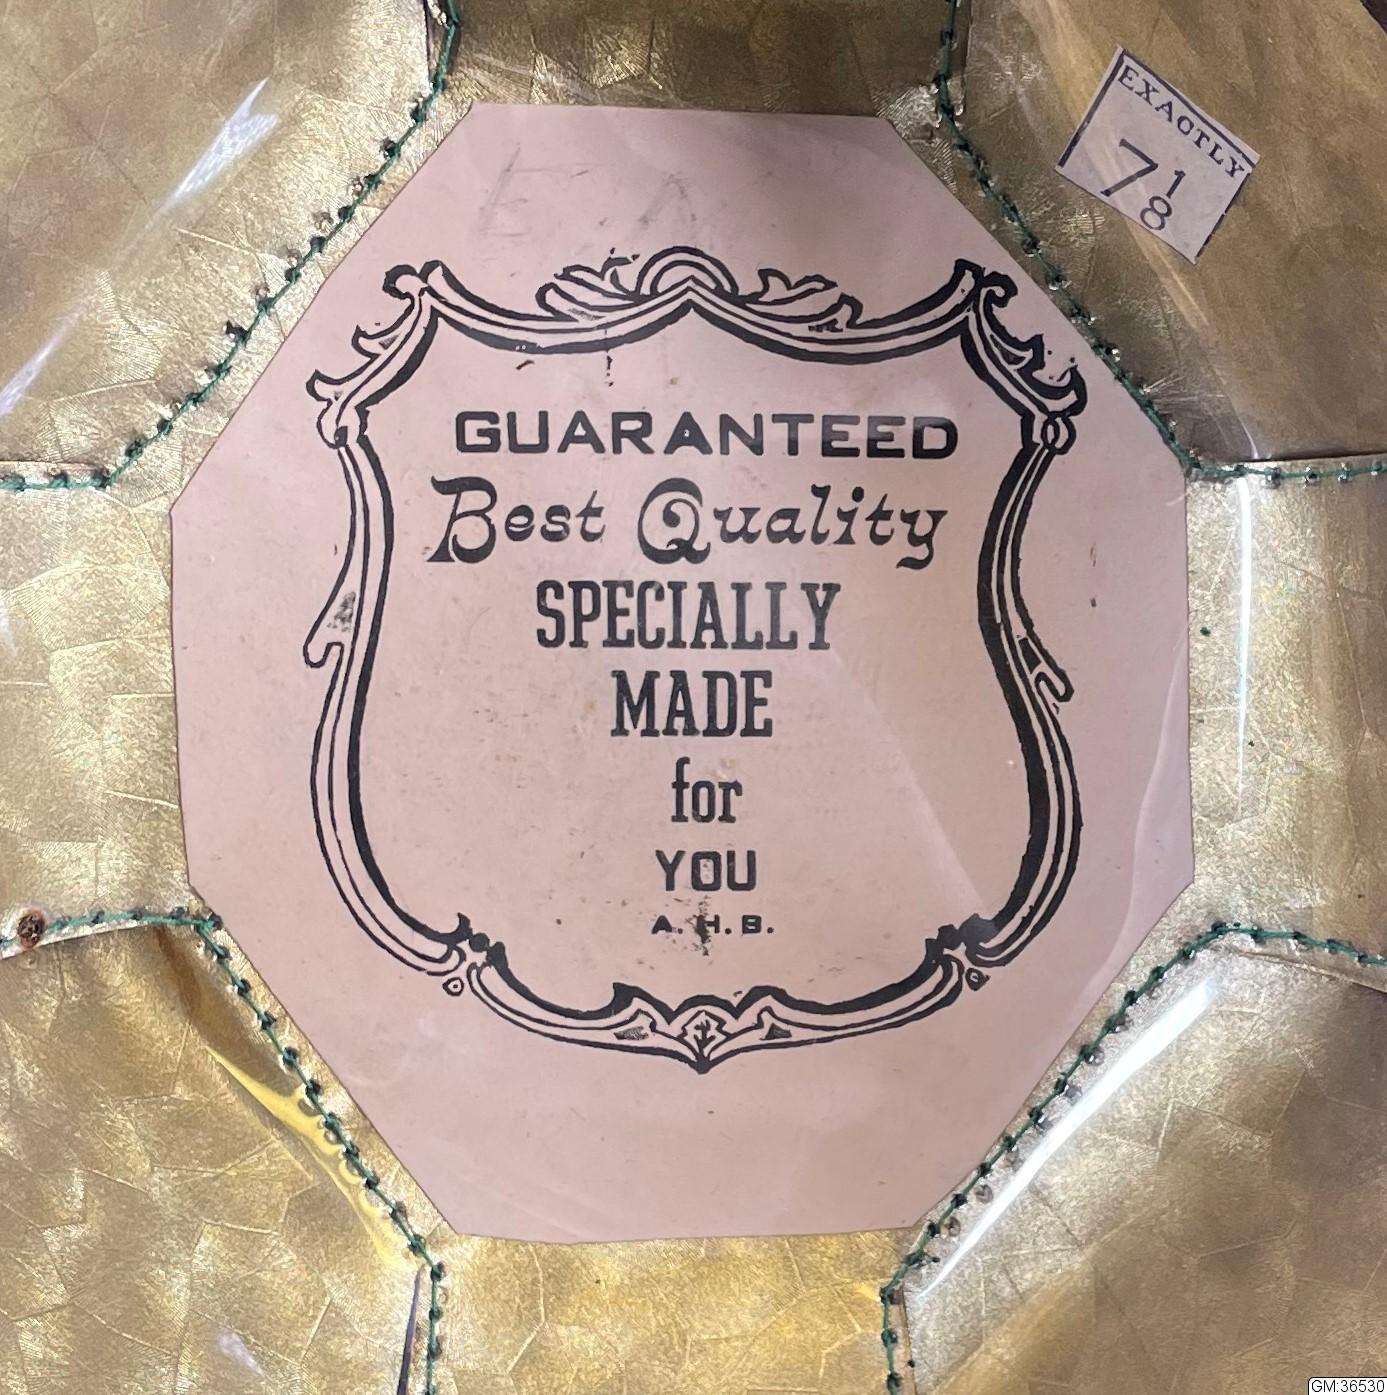 EXACTLY
7 1/8
E A
GUARANTEED
Best Quality
SPECIALLY
MADE
for
YOU
A.H.B.
GM:36530